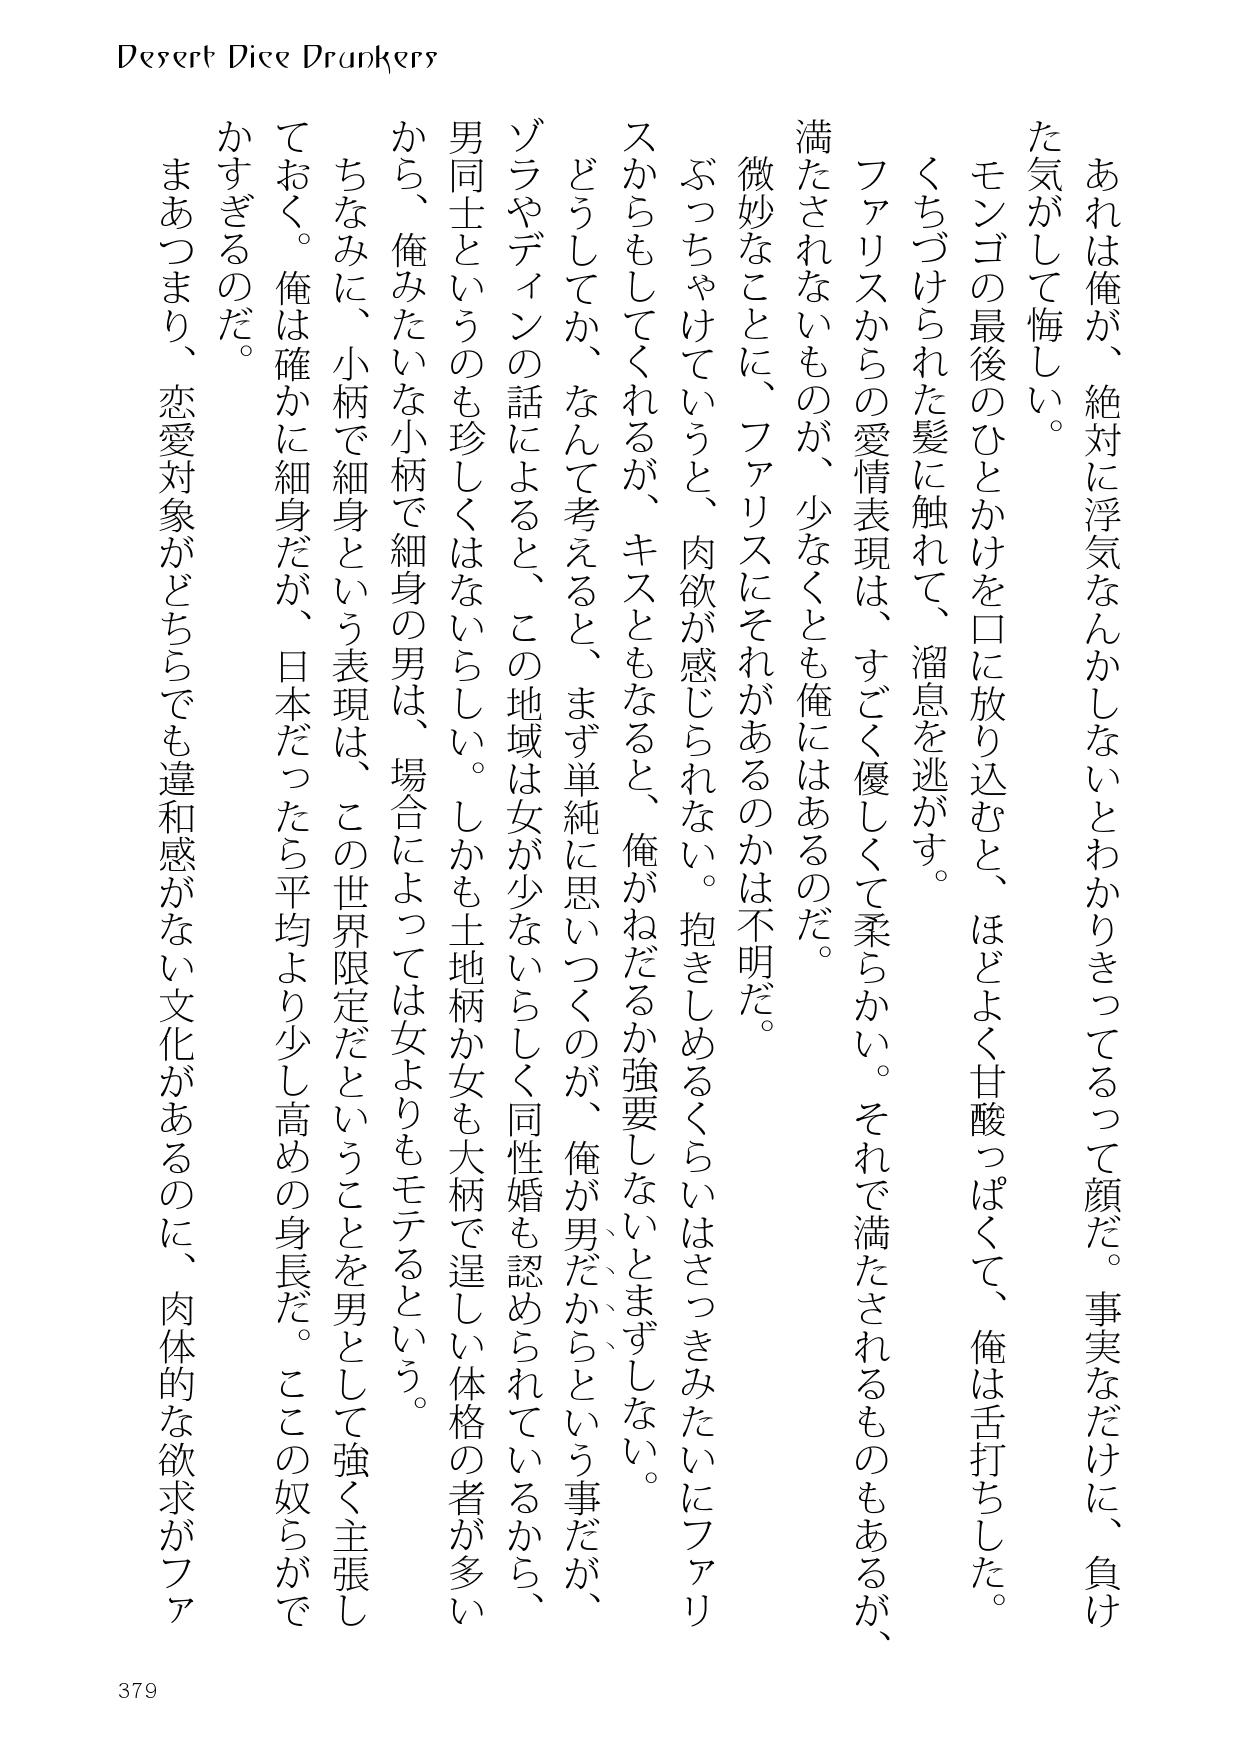 Desert Dice Drunkers
　あれは俺が、絶対に浮気なんかしないとわかりきってるって顔だ。事実なだけに、負け
た気がして悔しい。
　モンゴの最後のひとかけを口に放り込むと、ほどよく甘酸っぱくて、俺は舌打ちした。
　くちづけられた髪に触れて、溜息を逃がす。
　ファリスからの愛情表現は、すごく優しくて柔らかい。それで満たされるものもあるが、
満たされないものが、少なくとも俺にはあるのだ。
　微妙なことに、ファリスにそれがあるのかは不明だ。
　ぶっちゃけていうと、肉欲が感じられない。抱きしめるくらいはさっきみたいにファリ
スからもしてくれるが、キスともなると、俺がねだるか強要しないとまずしない。
　どうしてか、なんて考えると、まず単純に思いつくのが、俺が男だからという事だが、
ゾラやディンの話によると、この地域は女が少ないらしく同性婚も認められているから、
男同士というのも珍しくはないらしい。しかも土地柄か女も大柄で逞しい体格の者が多い
から、俺みたいな小柄で細身の男は、場合によっては女よりもモテるという。
　ちなみに、小柄で細身という表現は、この世界限定だということを男として強く主張し
ておく。俺は確かに細身だが、日本だったら平均より少し高めの身長だ。ここの奴らがで
かすぎるのだ。
　まあつまり、恋愛対象がどちらでも違和感がない文化があるのに、肉体的な欲求がファ
379